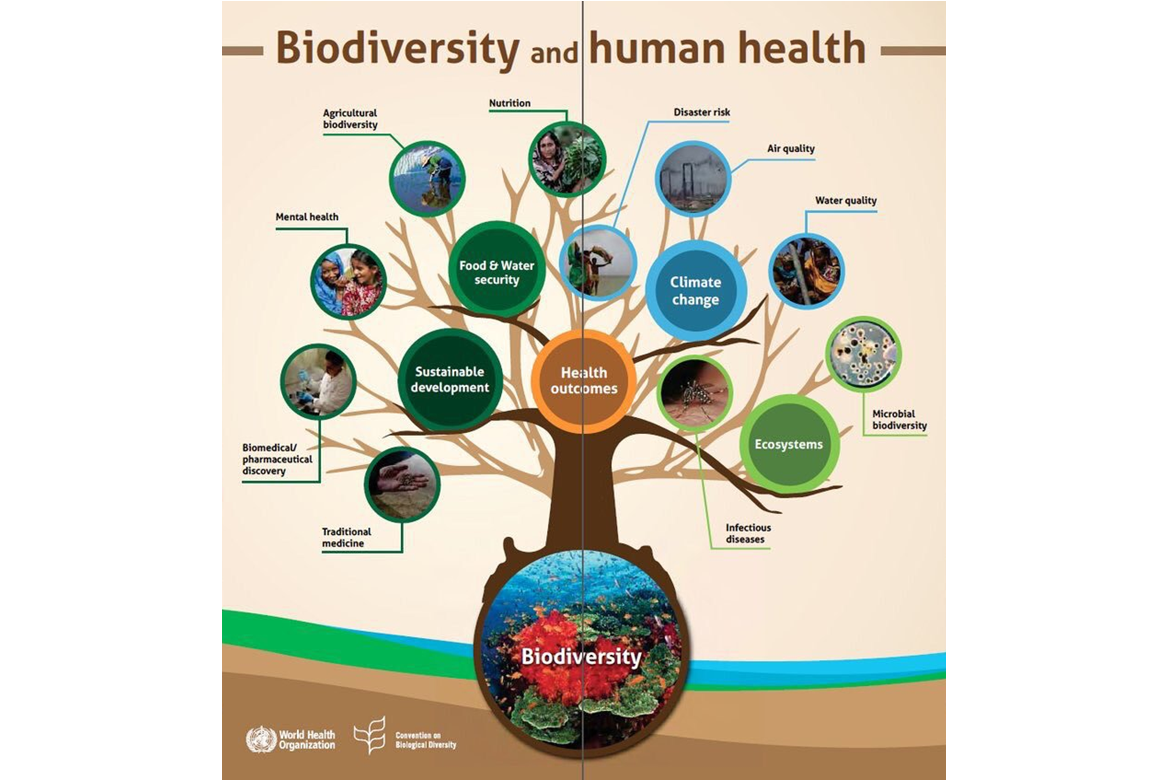 Biodiversity and human health
Nutrition
Agricultural
biodiversity
Disaster risk
Air quality
Water quality
Mental health
Food & Water
security
Climate
change
Sustainable
development
Health
outcomes
Microbial
biodiversity
Ecosystems
Biomedical/
pharmaceutical
discovery
Traditional
medicine
Infectious
diseases
Biodiversity
World Health
Organization
Convention on
Biological Diversity